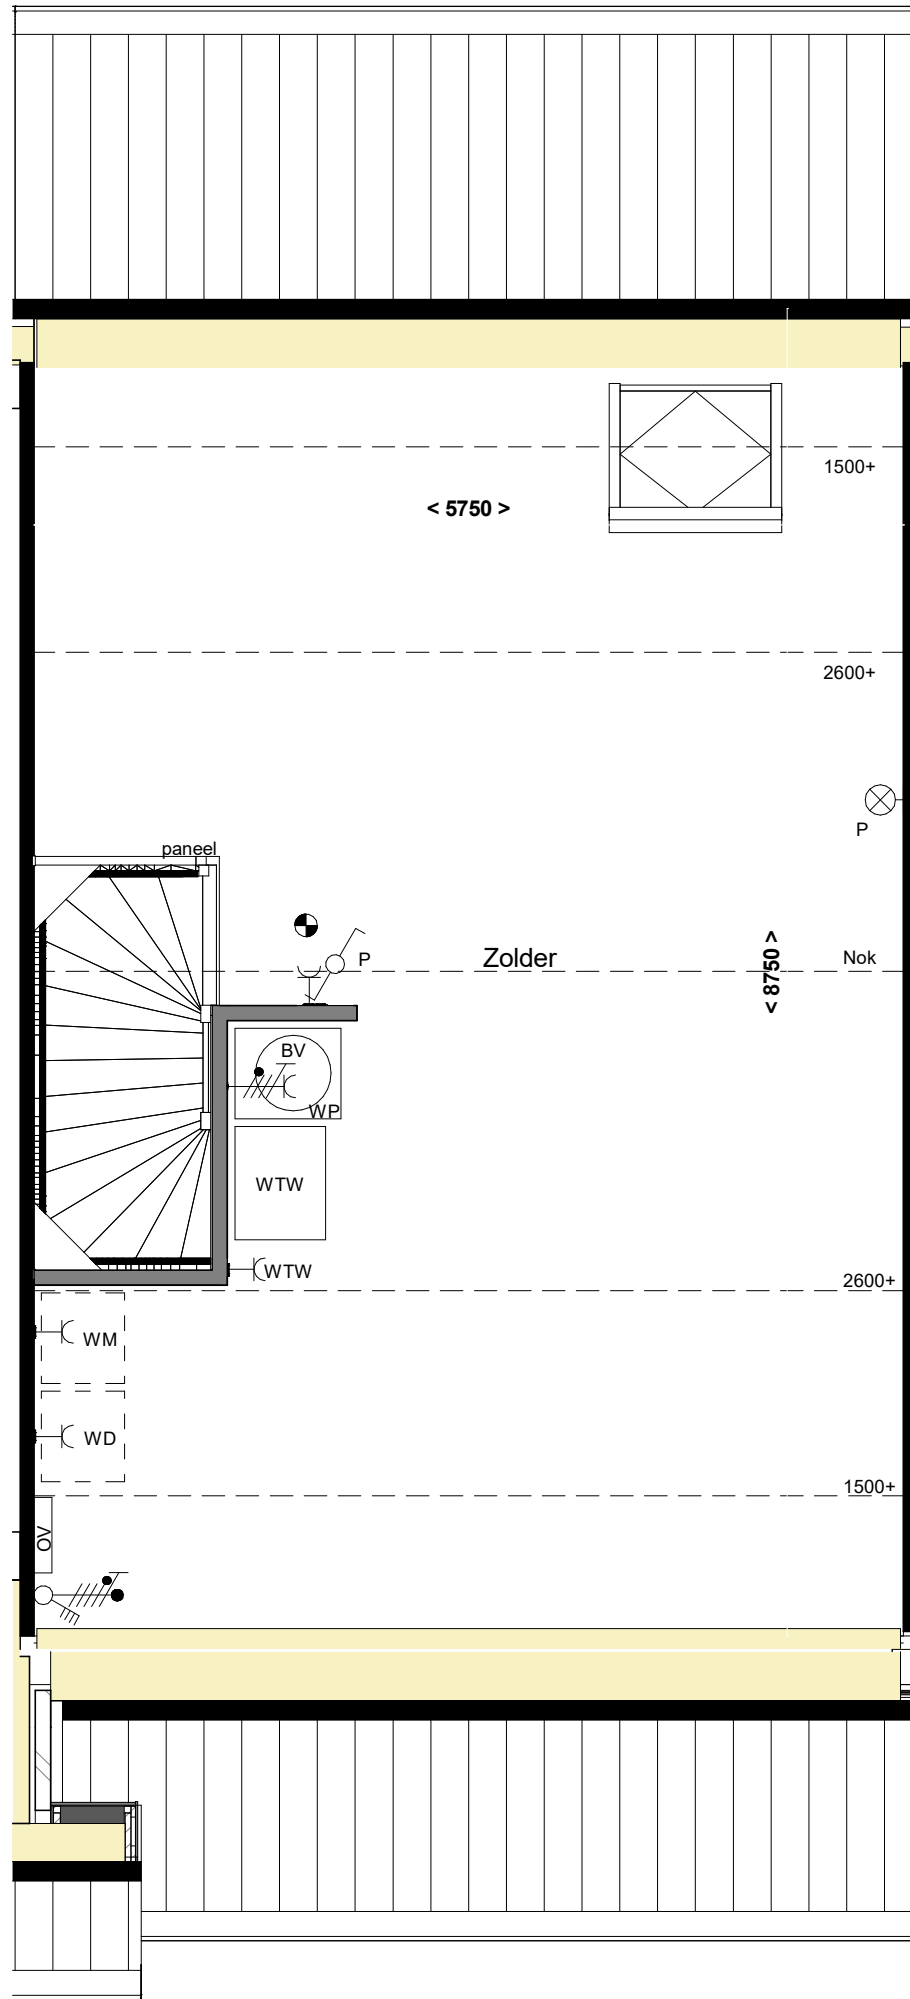 1500+
< 5750 >
2600+
P
paneel
Zolder
P
Nok
< 8750 >
BV
WP
WTW
WTW
2600+
WM
WD
1500+
OV